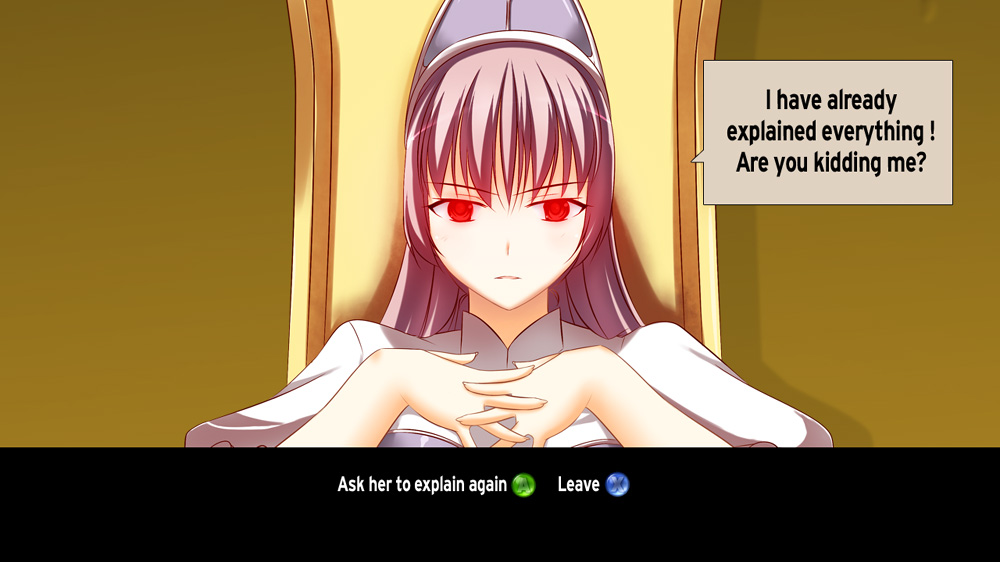 I have already
explained everything !
Are you kidding me?
Ask her to explain again A Leave X